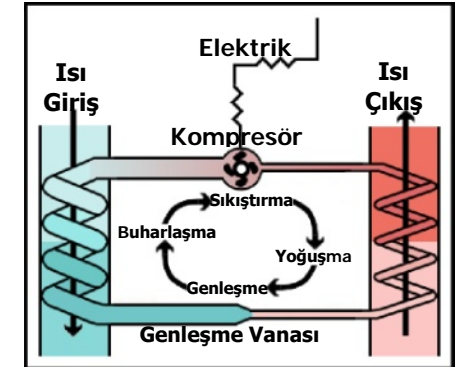 Elektrik
Isı
Giriş
Isı
Çıkış
Kompresör
Sıkıştırma
Buharlaşma
Yoğuşma
Genleşme
Genleşme Vanası